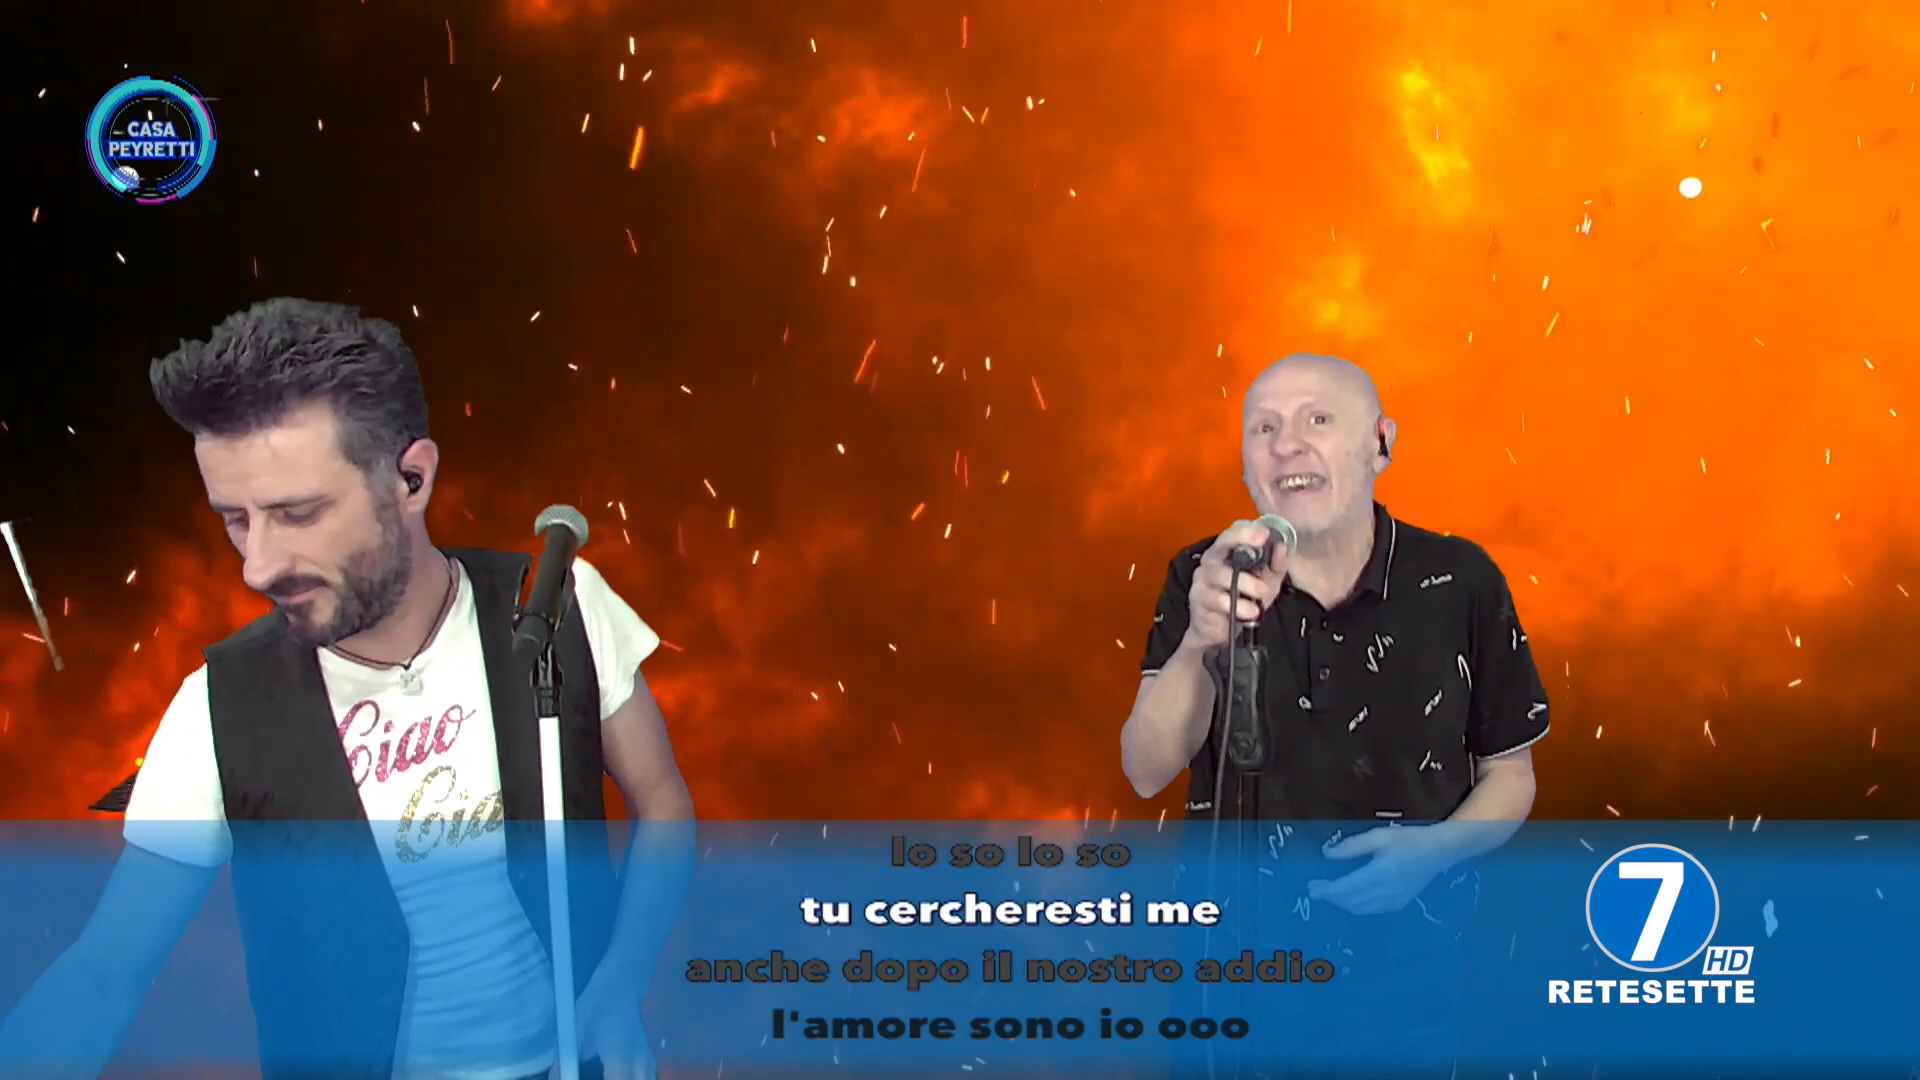 CASA
PEYRETTI
Ciao
Ciao
lo so lo so
tu cercheresti me
anche dopo il nostro addio
l'amore sono io ooo
7
HD
RETESETTE